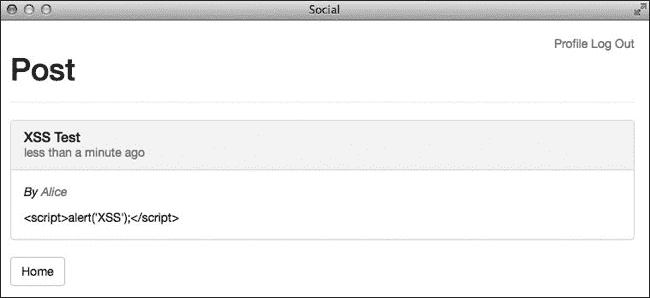 Social
Profile Log Out
Post
XSS Test
less than a minute ago
By Alice
<script>alert('XSS');</script>
Home